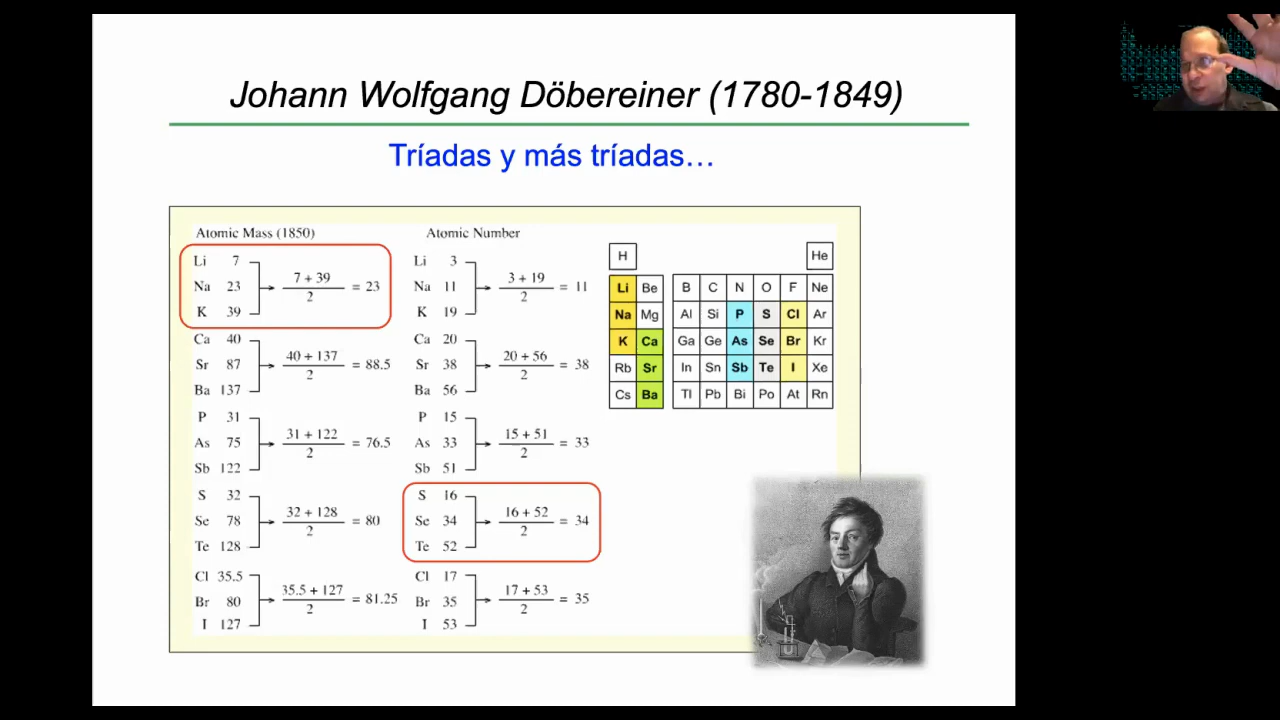 Johann Wolfgang Döbereiner (1780-1849)
Tríadas y más tríadas…
Atomic Mass (1850)
Li 7
Na 23
K 39
7 + 39
2
= 23
Ca 40
Sr 87
Ba 137
40 + 137
2
= 88.5
P 31
As 75
Sb 122
31 + 122
2
= 76.5
S 32
Se 78
Te 128
32 + 128
2
= 80
Cl 35.5
Br 80
I 127
35.5 + 127
2
= 81.25
Atomic Number
Li 3
Na 11
K 19
3 + 19
2
= 11
Ca 20
Sr 38
Ba 56
20 + 56
2
= 38
P 15
As 33
Sb 51
15 + 51
2
= 33
S 16
Se 34
Te 52
16 + 52
2
= 34
Cl 17
Br 35
I 53
17 + 53
2
= 35
H He
Li Be B C N O F Ne
Na Mg Al Si P S Cl Ar
K Ca Ga Ge As Se Br Kr
Rb Sr In Sn Sb Te I Xe
Cs Ba Tl Pb Bi Po At Rn